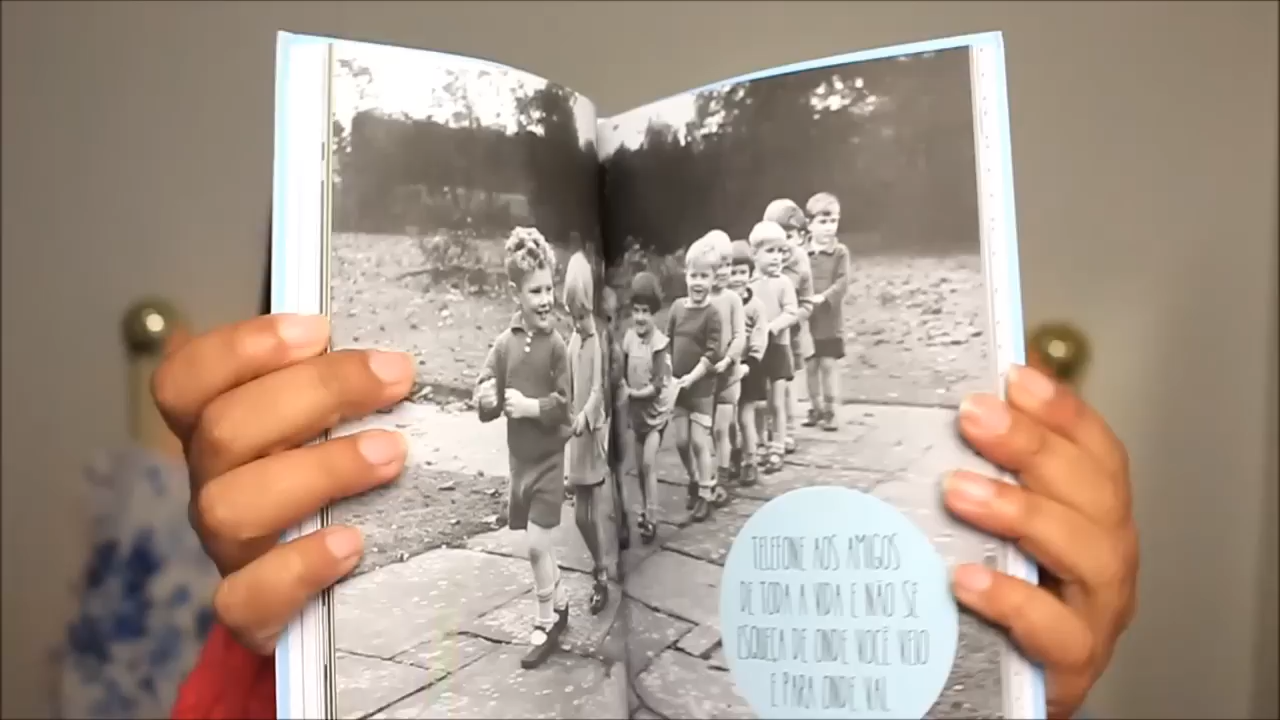 TELEFONE AOS AMIGOS
DE TODA A VIDA E NÃO SE
ESQUEÇA DE ONDE VOCÊ VEIO
E PARA ONDE VAI.